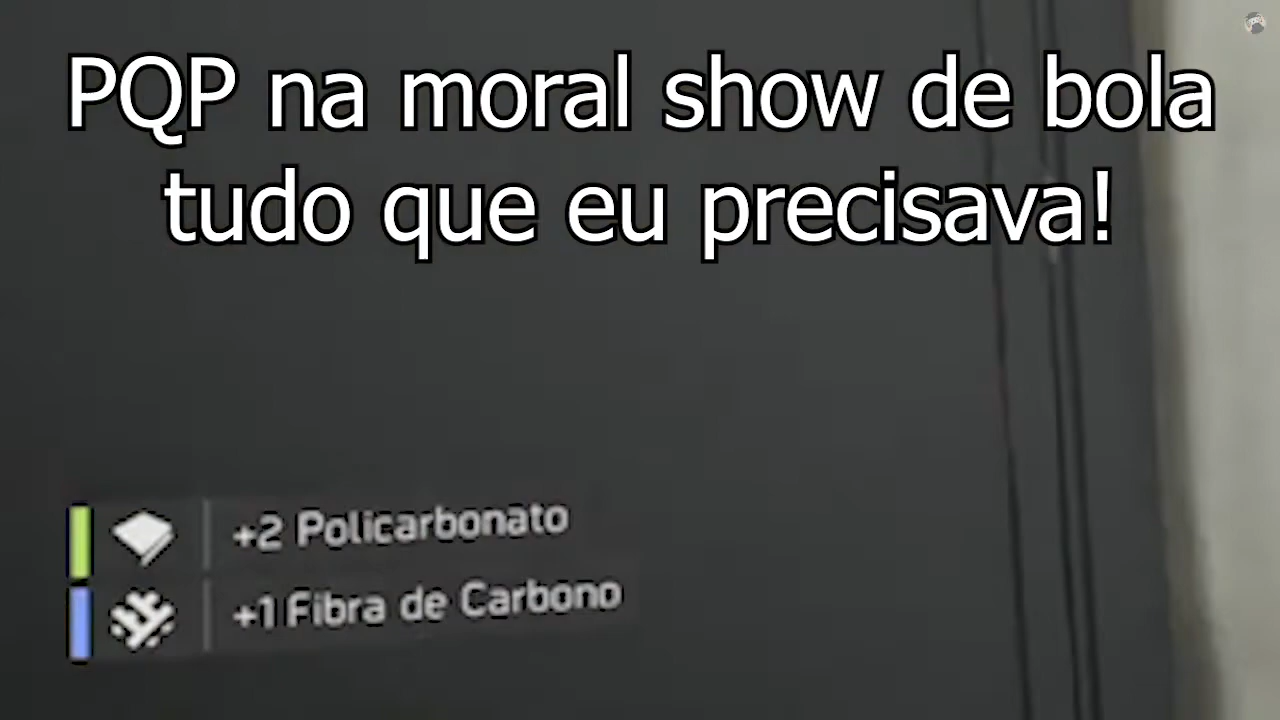 PQP na moral show de bola
tudo que eu precisava!
+2 Policarbonato
+1 Fibra de Carbono